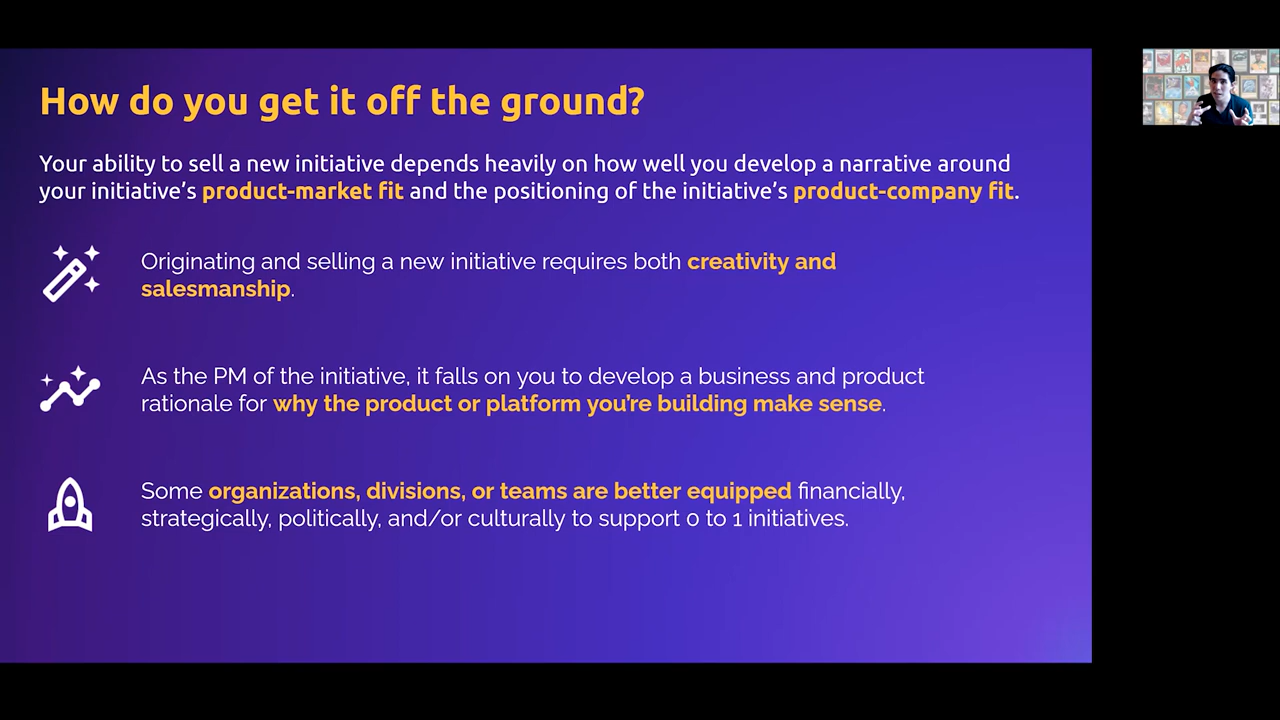 How do you get it off the ground?
Your ability to sell a new initiative depends heavily on how well you develop a narrative around
your initiative’s product-market fit and the positioning of the initiative’s product-company fit.
Originating and selling a new initiative requires both creativity and
salesmanship.
As the PM of the initiative, it falls on you to develop a business and product
rationale for why the product or platform you’re building make sense.
Some organizations, divisions, or teams are better equipped financially,
strategically, politically, and/or culturally to support 0 to 1 initiatives.